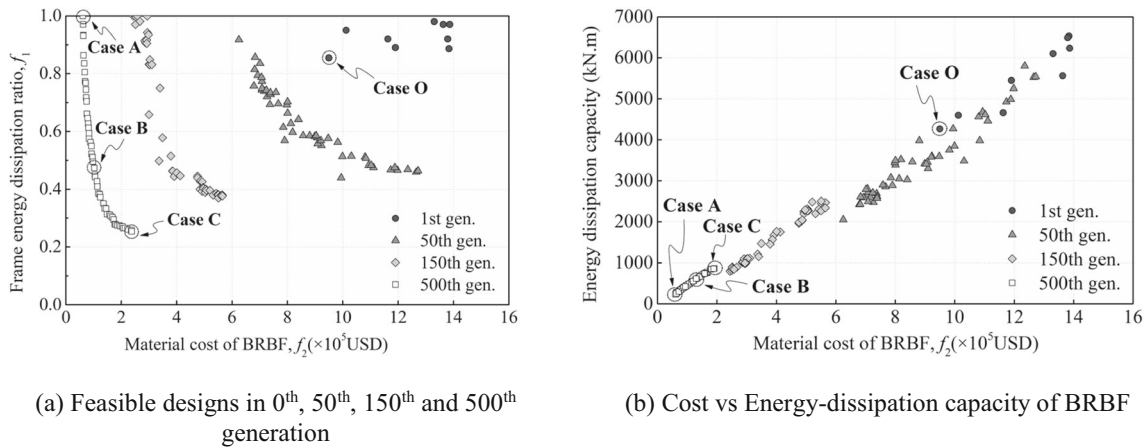 (a)
1.0
0.8
0.6
0.4
0.2
0.0
Frame energy dissipation ratio, f₁
Case A
Case O
Case B
Case C
1st gen.
50th gen.
150th gen.
500th gen.
0 2 4 6 8 10 12 14 16
Material cost of BRBF, f₂(×10⁵USD)
(a) Feasible designs in 0ᵗʰ, 50ᵗʰ, 150ᵗʰ and 500ᵗʰ
generation
(b)
7000
6000
5000
4000
3000
2000
1000
0
Energy dissipation capacity (kN.m)
Case O
Case A
Case C
Case B
1st gen.
50th gen.
150th gen.
500th gen.
0 2 4 6 8 10 12 14 16
Material cost of BRBF, f₂(×10⁵USD)
(b) Cost vs Energy-dissipation capacity of BRBF